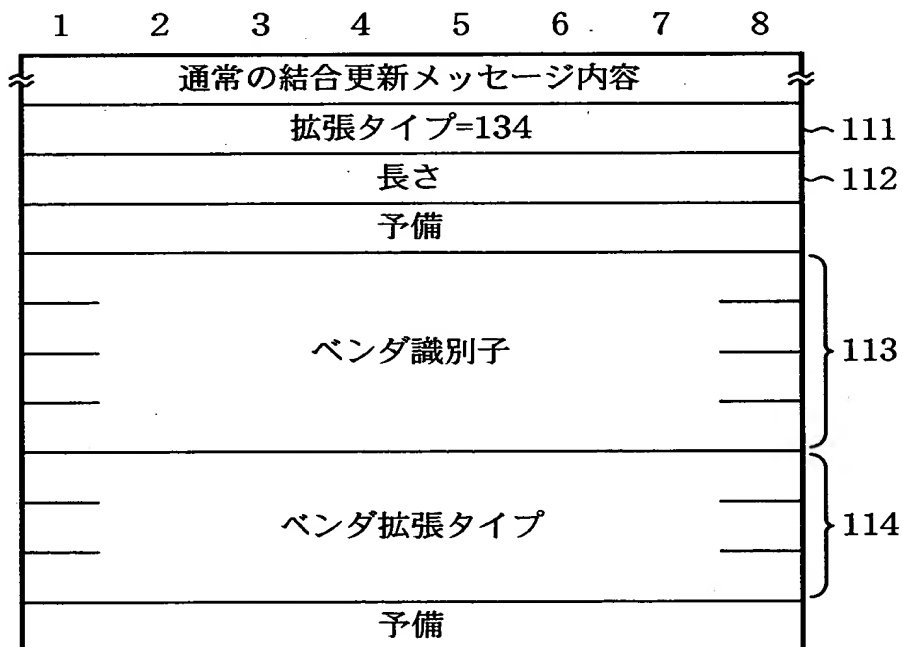 1 2 3 4 5 6 7 8
通常の結合更新メッセージ内容
拡張タイプ=134 111
長さ 112
予備
ベンダ識別子 113
ベンダ拡張タイプ 114
予備